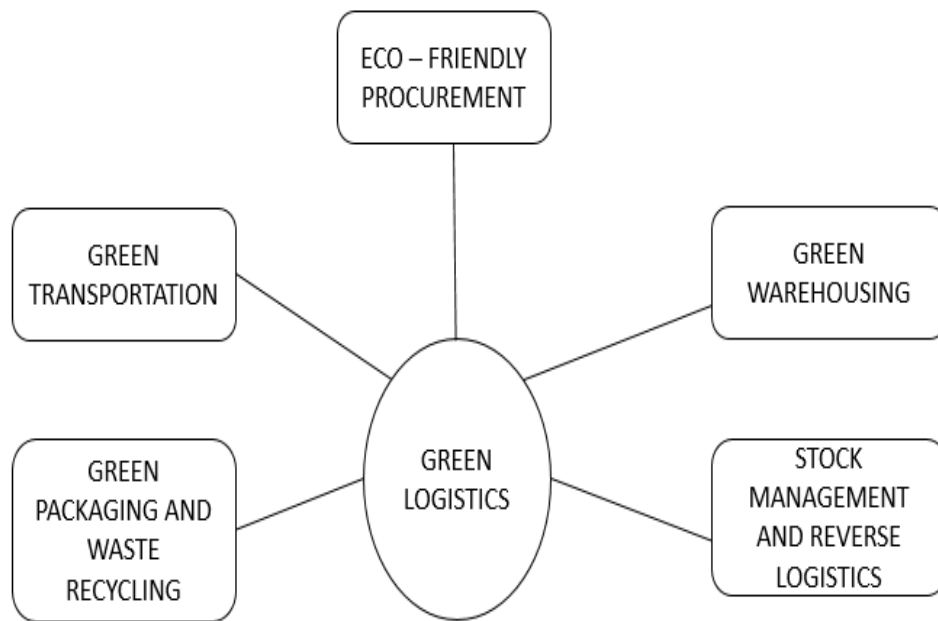 ECO – FRIENDLY
PROCUREMENT
GREEN
TRANSPORTATION
GREEN
WAREHOUSING
GREEN
PACKAGING AND
WASTE
RECYCLING
GREEN
LOGISTICS
STOCK
MANAGEMENT
AND REVERSE
LOGISTICS